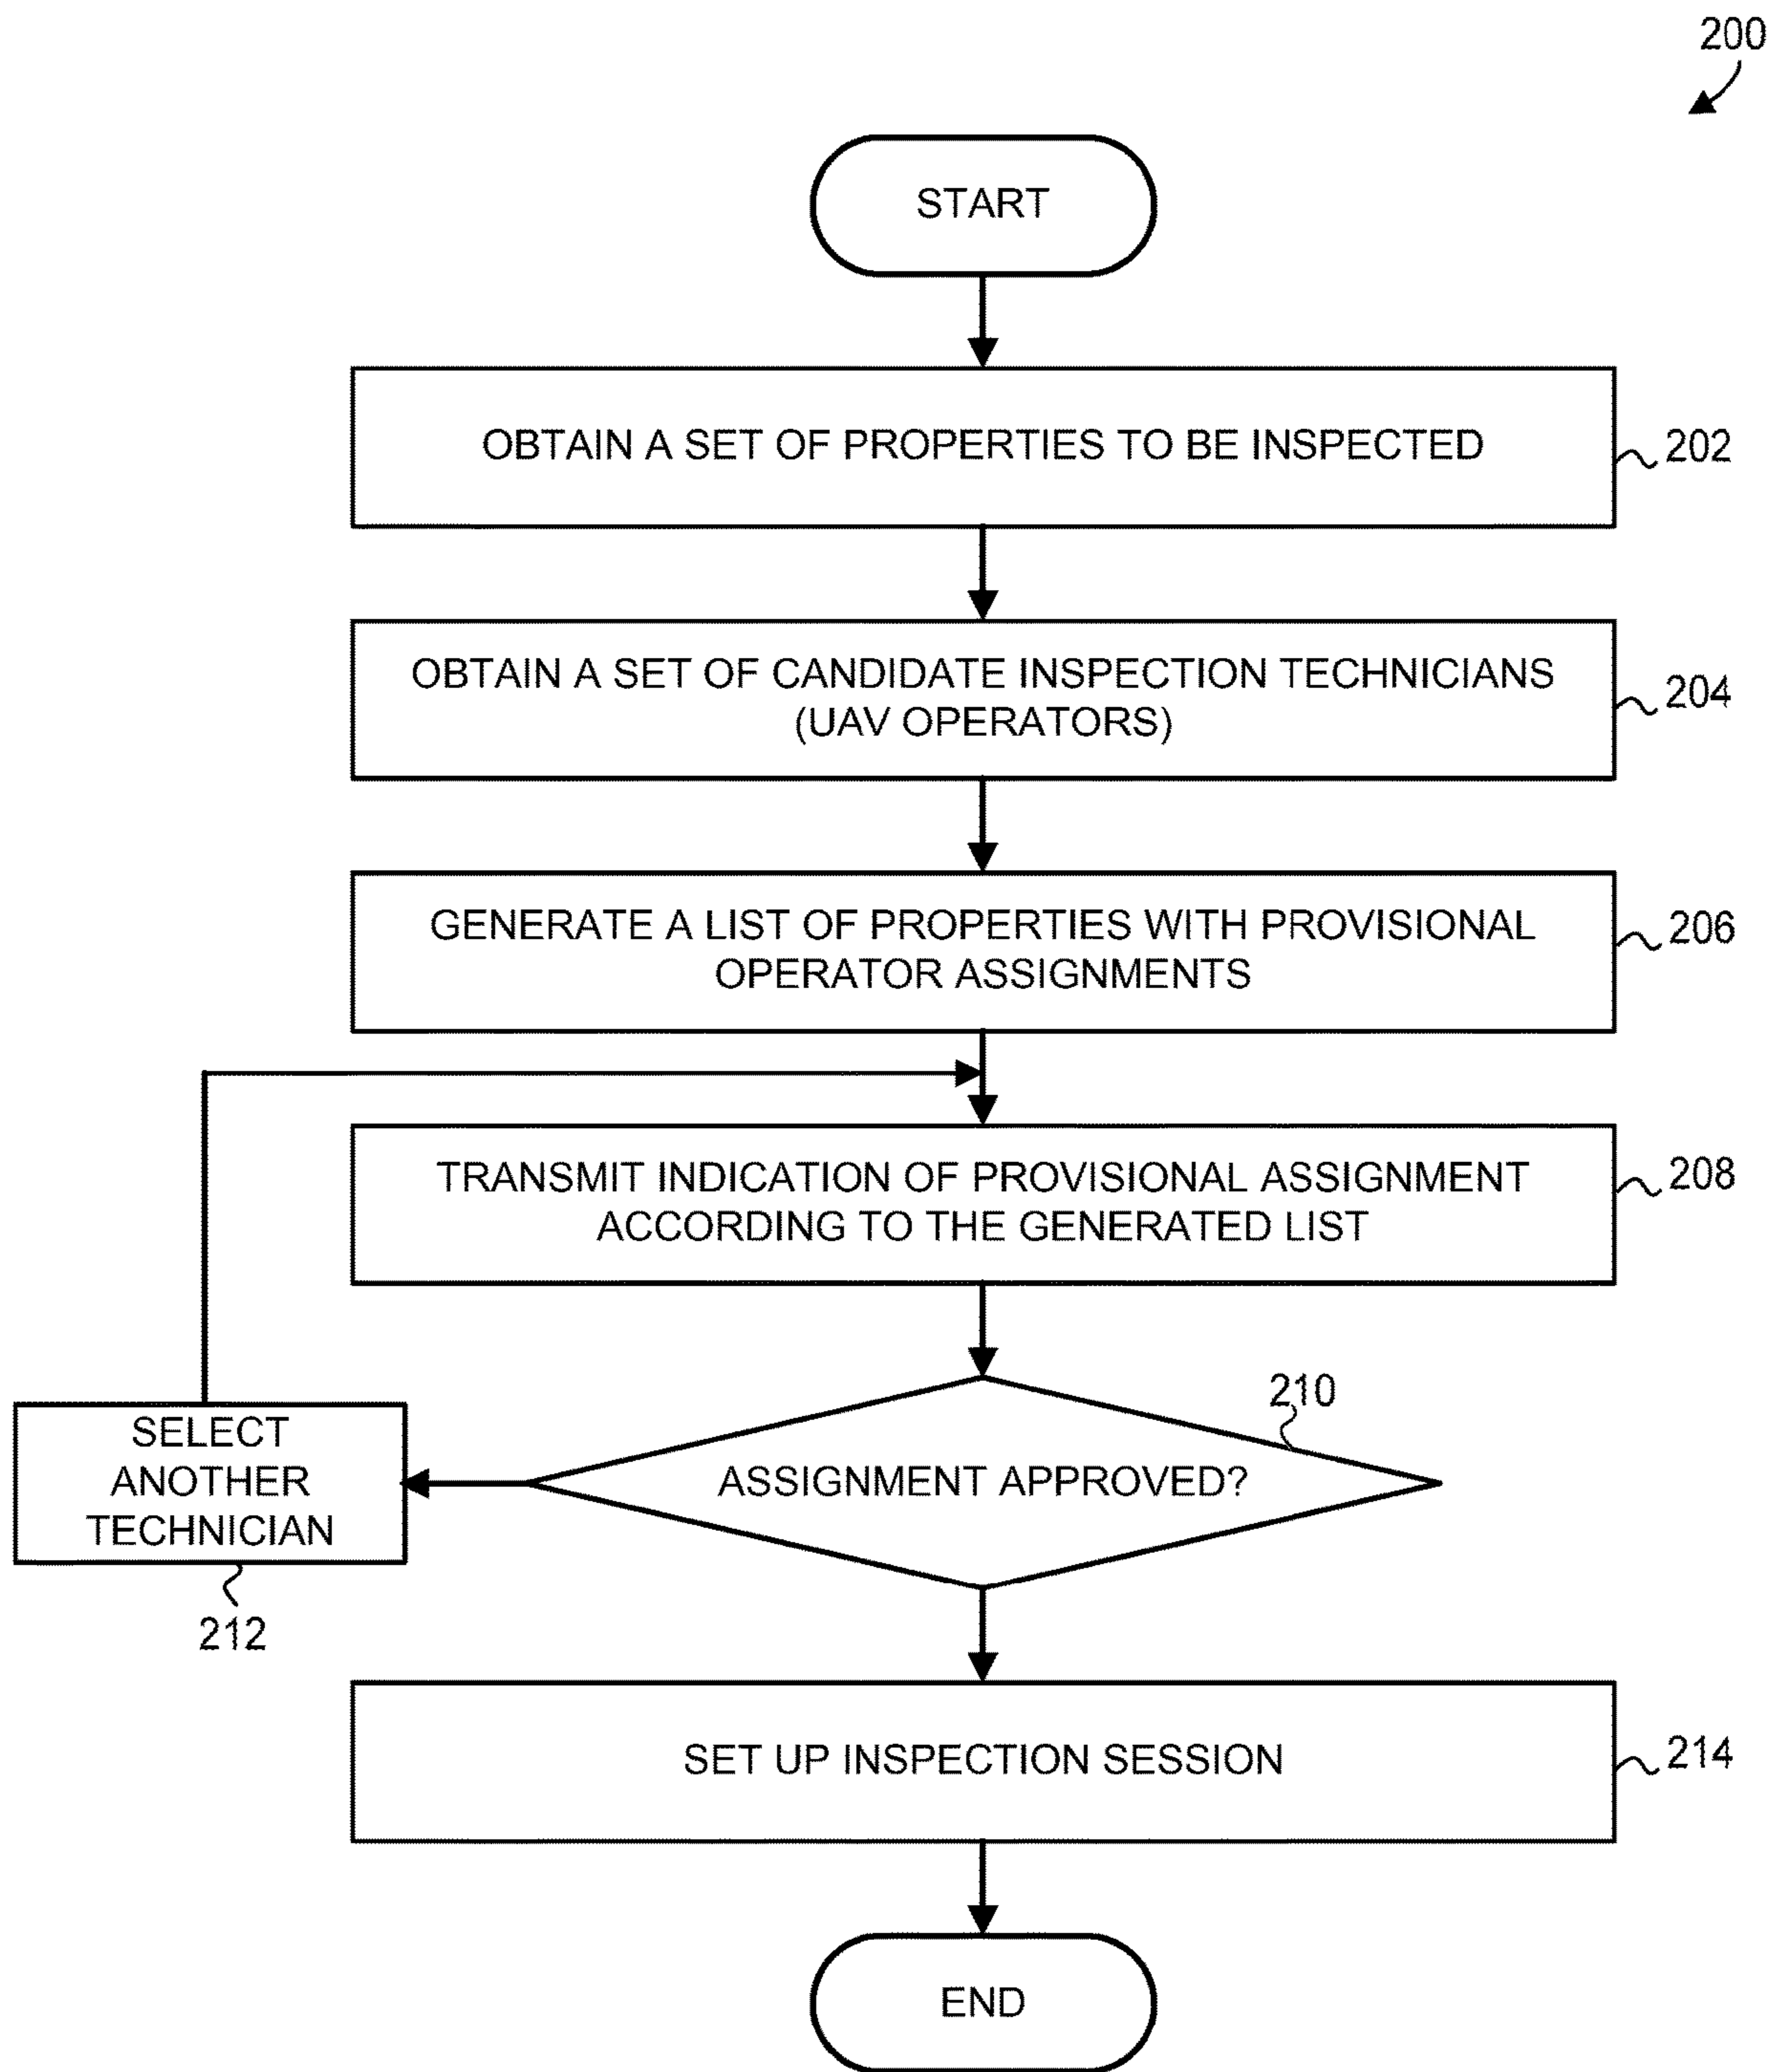 200
START
OBTAIN A SET OF PROPERTIES TO BE INSPECTED
202
OBTAIN A SET OF CANDIDATE INSPECTION TECHNICIANS
(UAV OPERATORS)
204
GENERATE A LIST OF PROPERTIES WITH PROVISIONAL
OPERATOR ASSIGNMENTS
206
TRANSMIT INDICATION OF PROVISIONAL ASSIGNMENT
ACCORDING TO THE GENERATED LIST
208
210
ASSIGNMENT APPROVED?
SELECT
ANOTHER
TECHNICIAN
212
SET UP INSPECTION SESSION
214
END